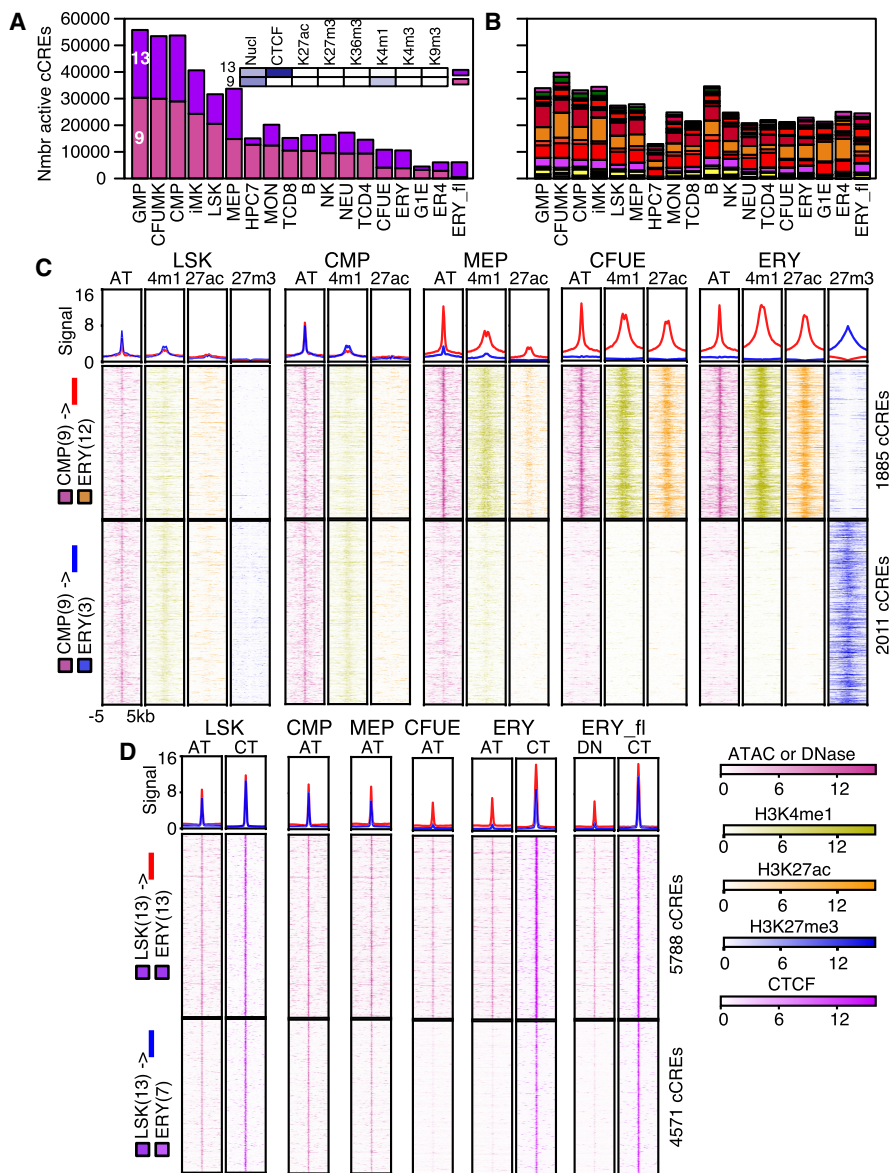 A
Nmbr active cCREs
60000
50000
40000
30000
20000
10000
0
13
9
Nucl
CTCF
K27ac
K27m3
K36m3
K4m1
K4m3
K9m3
13
9
GMP
CFUMK
CMP
iMK
LSK
MEP
HPC7
MON
TCD8
B
NK
NEU
TCD4
CFUE
ERY
G1E
ER4
ERY_fl
B
GMP
CFUMK
CMP
iMK
LSK
MEP
HPC7
MON
TCD8
B
NK
NEU
TCD4
CFUE
ERY
G1E
ER4
ERY_fl
C
LSK CMP MEP CFUE ERY
AT 4m1 27ac 27m3 AT 4m1 27ac AT 4m1 27ac AT 4m1 27ac AT 4m1 27ac 27m3
Signal
16
8
0
CMP(9) ->
ERY(12)
1885 cCREs
CMP(9) ->
ERY(3)
2011 cCREs
-5 5kb
D
LSK CMP MEP CFUE ERY ERY_fl
AT CT AT AT AT AT CT DN CT
Signal
16
8
0
LSK(13) ->
ERY(13)
5788 cCREs
LSK(13) ->
ERY(7)
4571 cCREs
ATAC or DNase
0 6 12
H3K4me1
0 6 12
H3K27ac
0 6 12
H3K27me3
0 6 12
CTCF
0 6 12